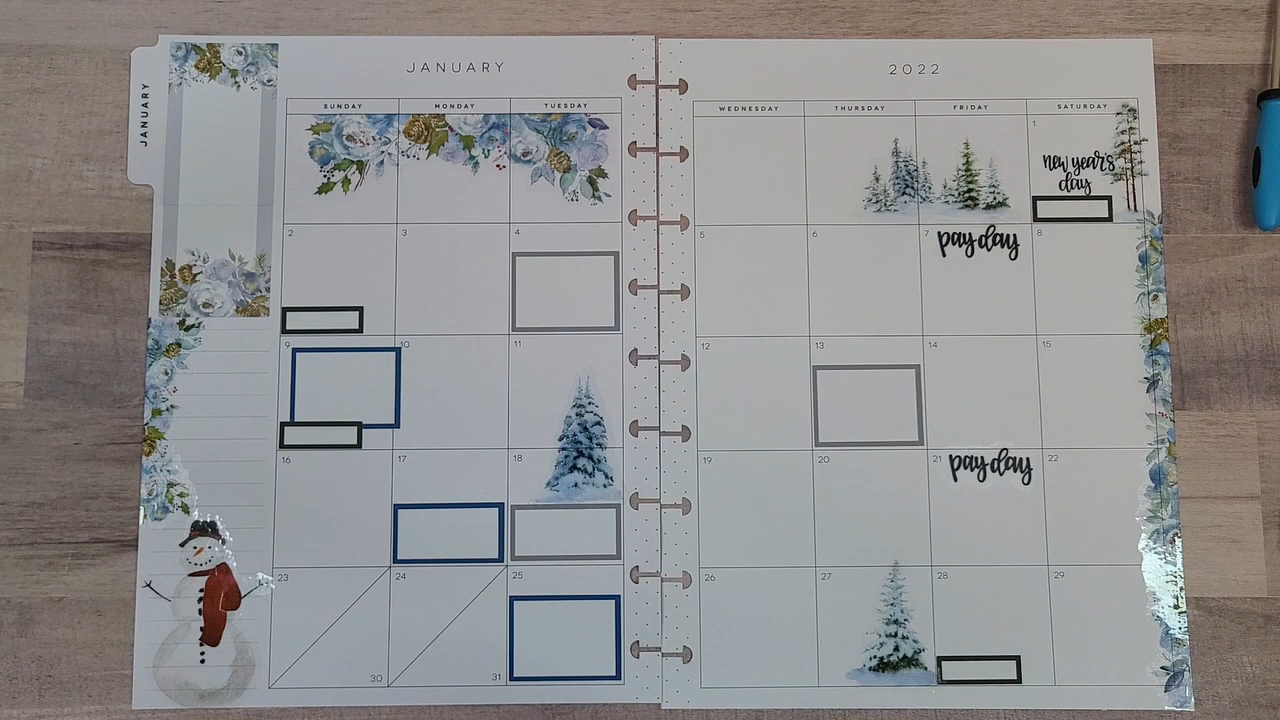 JANUARY
JANUARY
2022
SUNDAY MONDAY TUESDAY WEDNESDAY THURSDAY FRIDAY SATURDAY
1
new year's
day
2 3 4 5 6 7 8
pay day
9 10 11 12 13 14 15
16 17 18 19 20 21 22
pay day
23 24 25 26 27 28 29
30 31